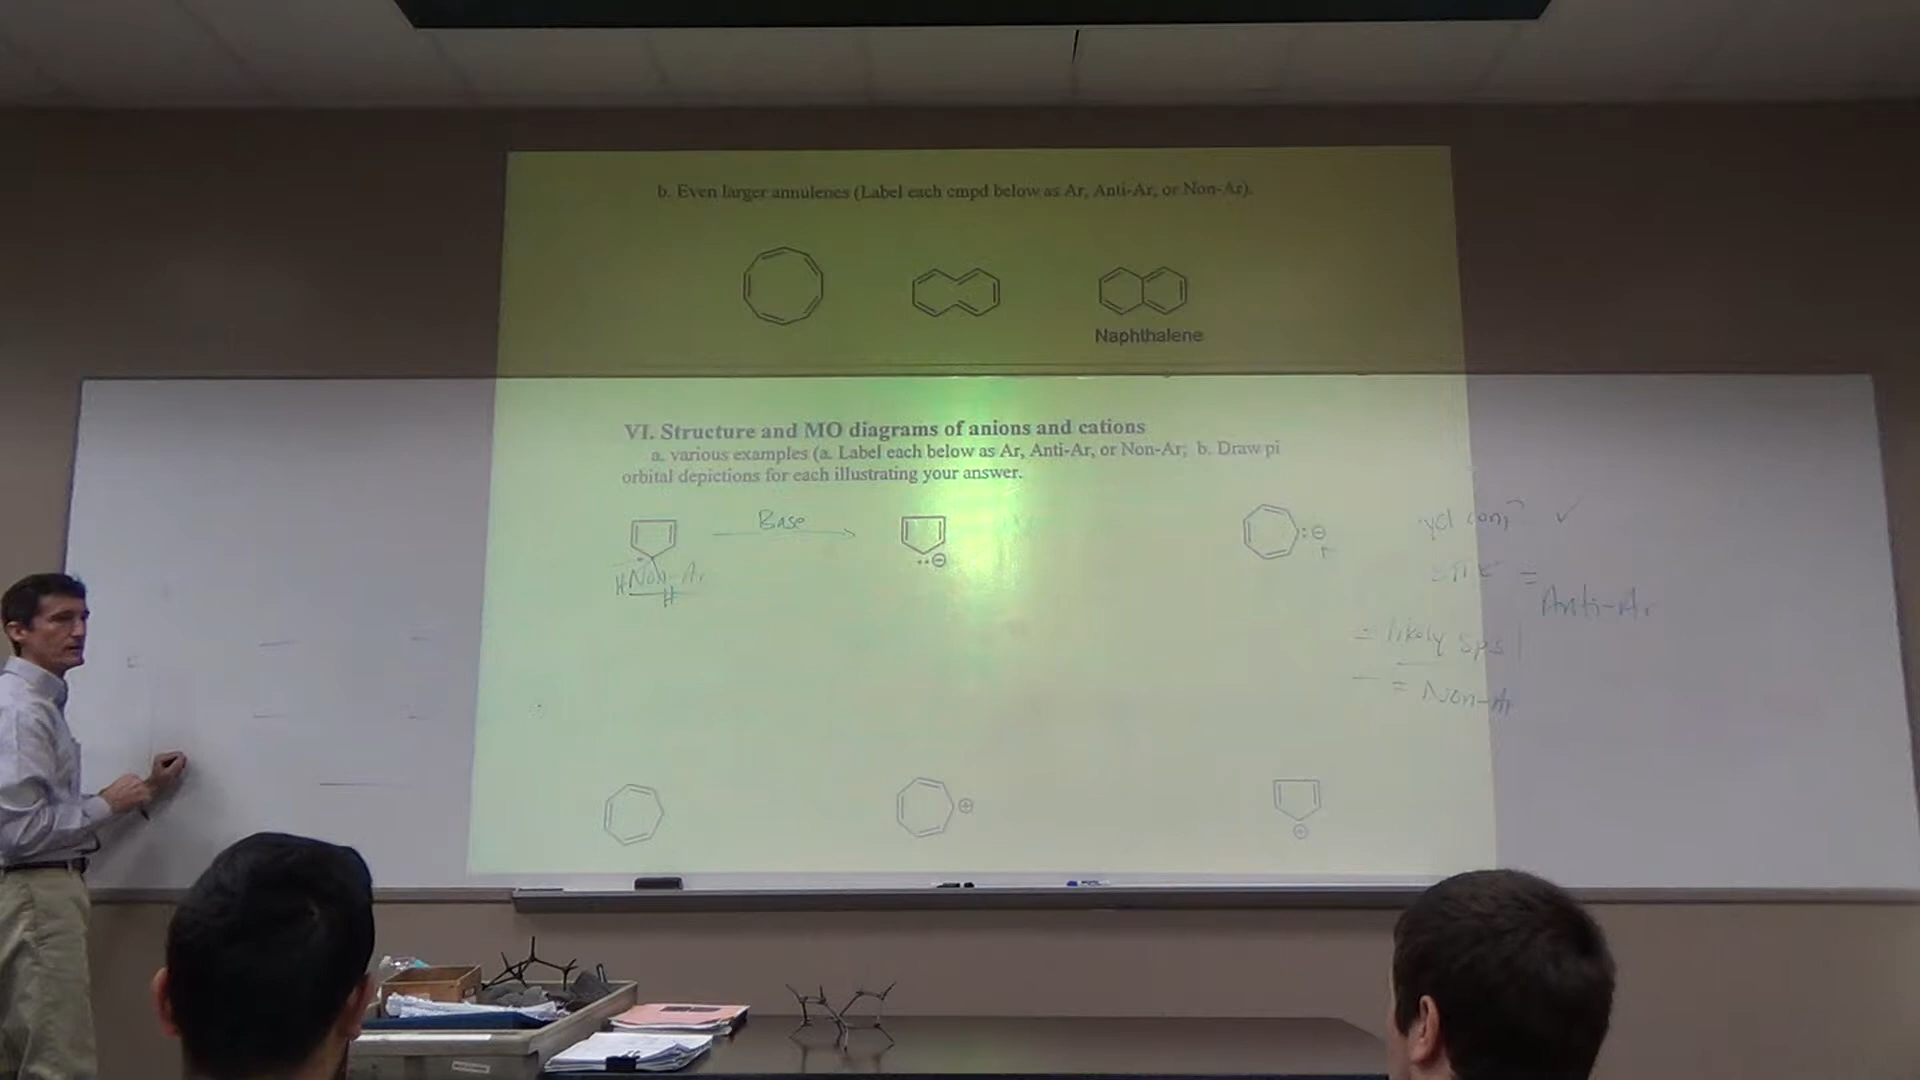 b. Even larger annulenes (Label each cmpd below as Ar, Anti-Ar, or Non-Ar).
Naphthalene
VI. Structure and MO diagrams of anions and cations
a. various examples (a. Label each below as Ar, Anti-Ar, or Non-Ar; b. Draw pi
orbital depictions for each illustrating your answer.
Base
H Non-Ar
H
Anti-Ar
= likely sps
= Non-Ar